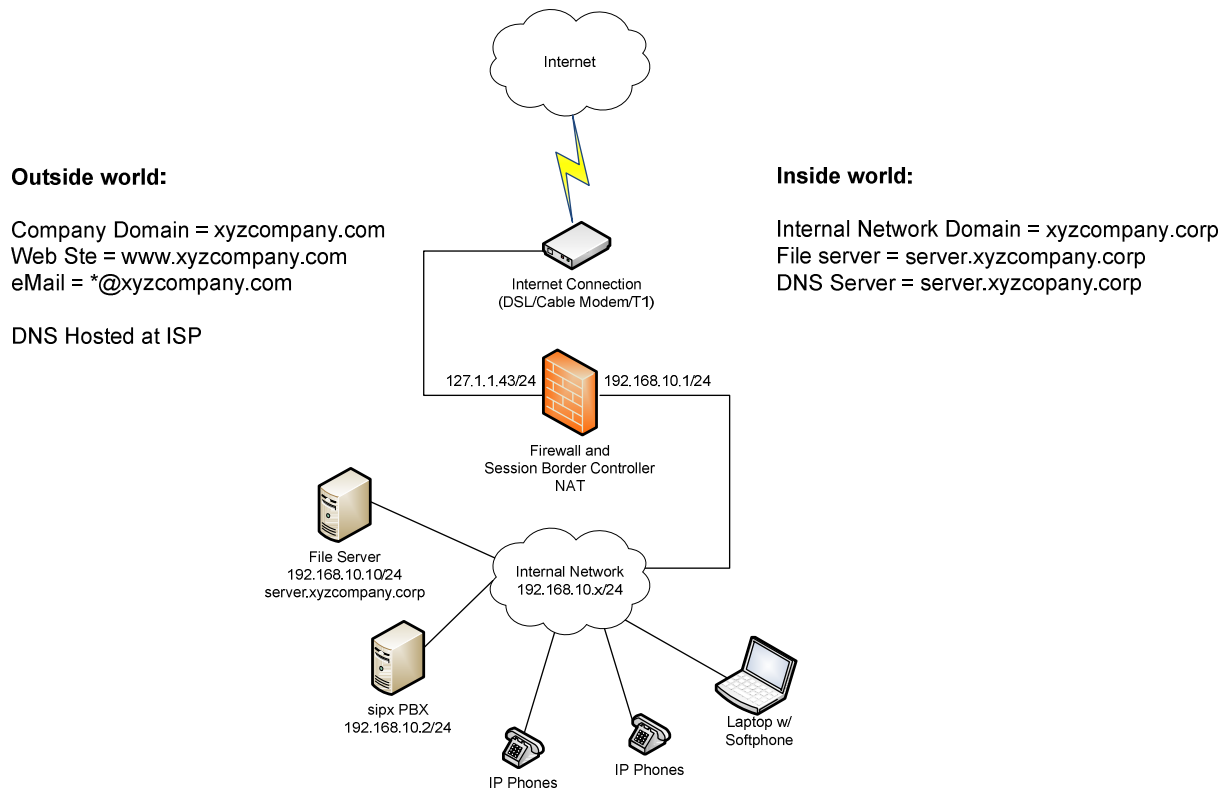 Internet
Outside world:
Company Domain = xyzcompany.com
Web Ste = www.xyzcompany.com
eMail = *@xyzcompany.com
DNS Hosted at ISP
Inside world:
Internal Network Domain = xyzcompany.corp
File server = server.xyzcompany.corp
DNS Server = server.xyzcopany.corp
Internet Connection
(DSL/Cable Modem/T1)
127.1.1.43/24
192.168.10.1/24
Firewall and
Session Border Controller
NAT
File Server
192.168.10.10/24
server.xyzcompany.corp
Internal Network
192.168.10.x/24
sipx PBX
192.168.10.2/24
IP Phones
IP Phones
Laptop w/
Softphone